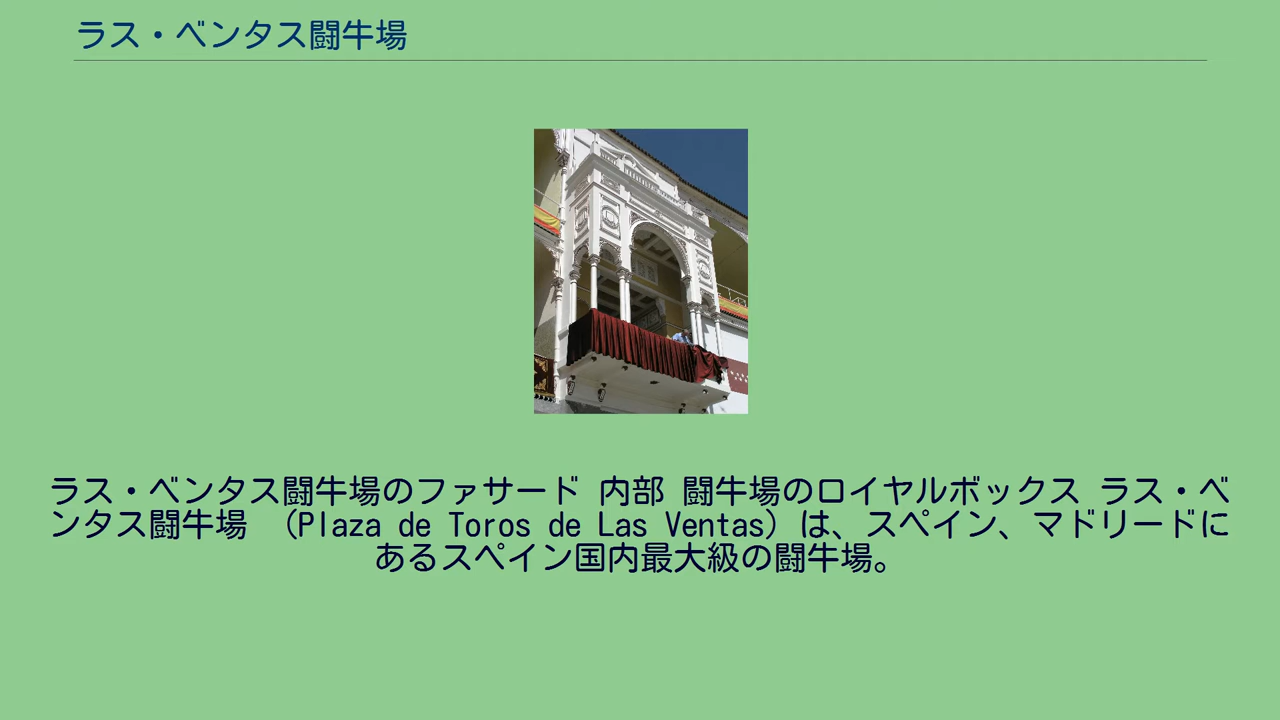 ラス・ベンタス闘牛場
ラス・ベンタス闘牛場のファサード 内部 闘牛場のロイヤルボックス ラス・ベ
ンタス闘牛場 （Plaza de Toros de Las Ventas）は、スペイン、マドリードに
あるスペイン国内最大級の闘牛場。